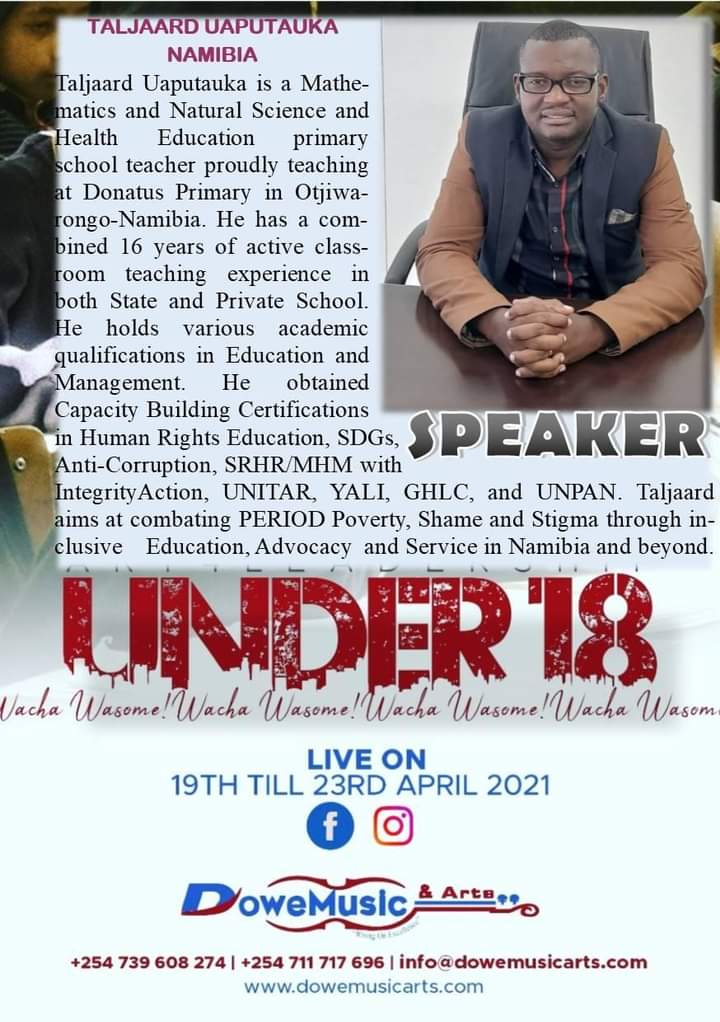 TALJAARD UAPUTAUKA
NAMIBIA
Taljaard Uaputauka is a Mathe-
matics and Natural Science and
Health Education primary
school teacher proudly teaching
at Donatus Primary in Otjiwa-
rongo-Namibia. He has a com-
bined 16 years of active class-
room teaching experience in
both State and Private School.
He holds various academic
qualifications in Education and
Management. He obtained
Capacity Building Certifications
in Human Rights Education, SDGs,
Anti-Corruption, SRHR/MHM with
IntegrityAction, UNITAR, YALI, GHLC, and UNPAN. Taljaard
aims at combating PERIOD Poverty, Shame and Stigma through in-
clusive Education, Advocacy and Service in Namibia and beyond.
SPEAKER
UNDER 18
Wacha Wasome! Wacha Wasome! Wacha Wasome! Wacha Wasom
LIVE ON
19TH TILL 23RD APRIL 2021
DoweMusic & Arts
+254 739 608 274 | +254 711 717 696 | info@dowemusicarts.com
www.dowemusicarts.com